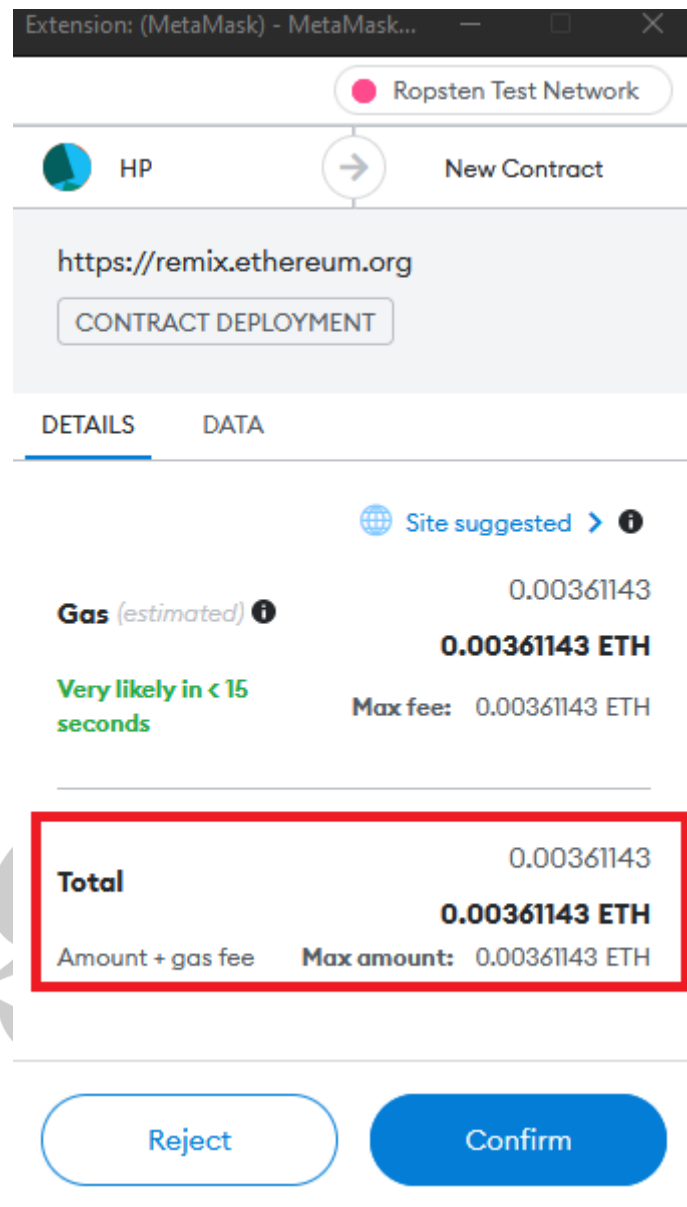 Extension: (MetaMask) - MetaMask...
Ropsten Test Network
HP
New Contract
https://remix.ethereum.org
CONTRACT DEPLOYMENT
DETAILS DATA
Site suggested >
0.00361143
Gas (estimated)
0.00361143 ETH
Very likely in < 15
seconds
Max fee: 0.00361143 ETH
0.00361143
Total
0.00361143 ETH
Amount + gas fee Max amount: 0.00361143 ETH
Reject Confirm